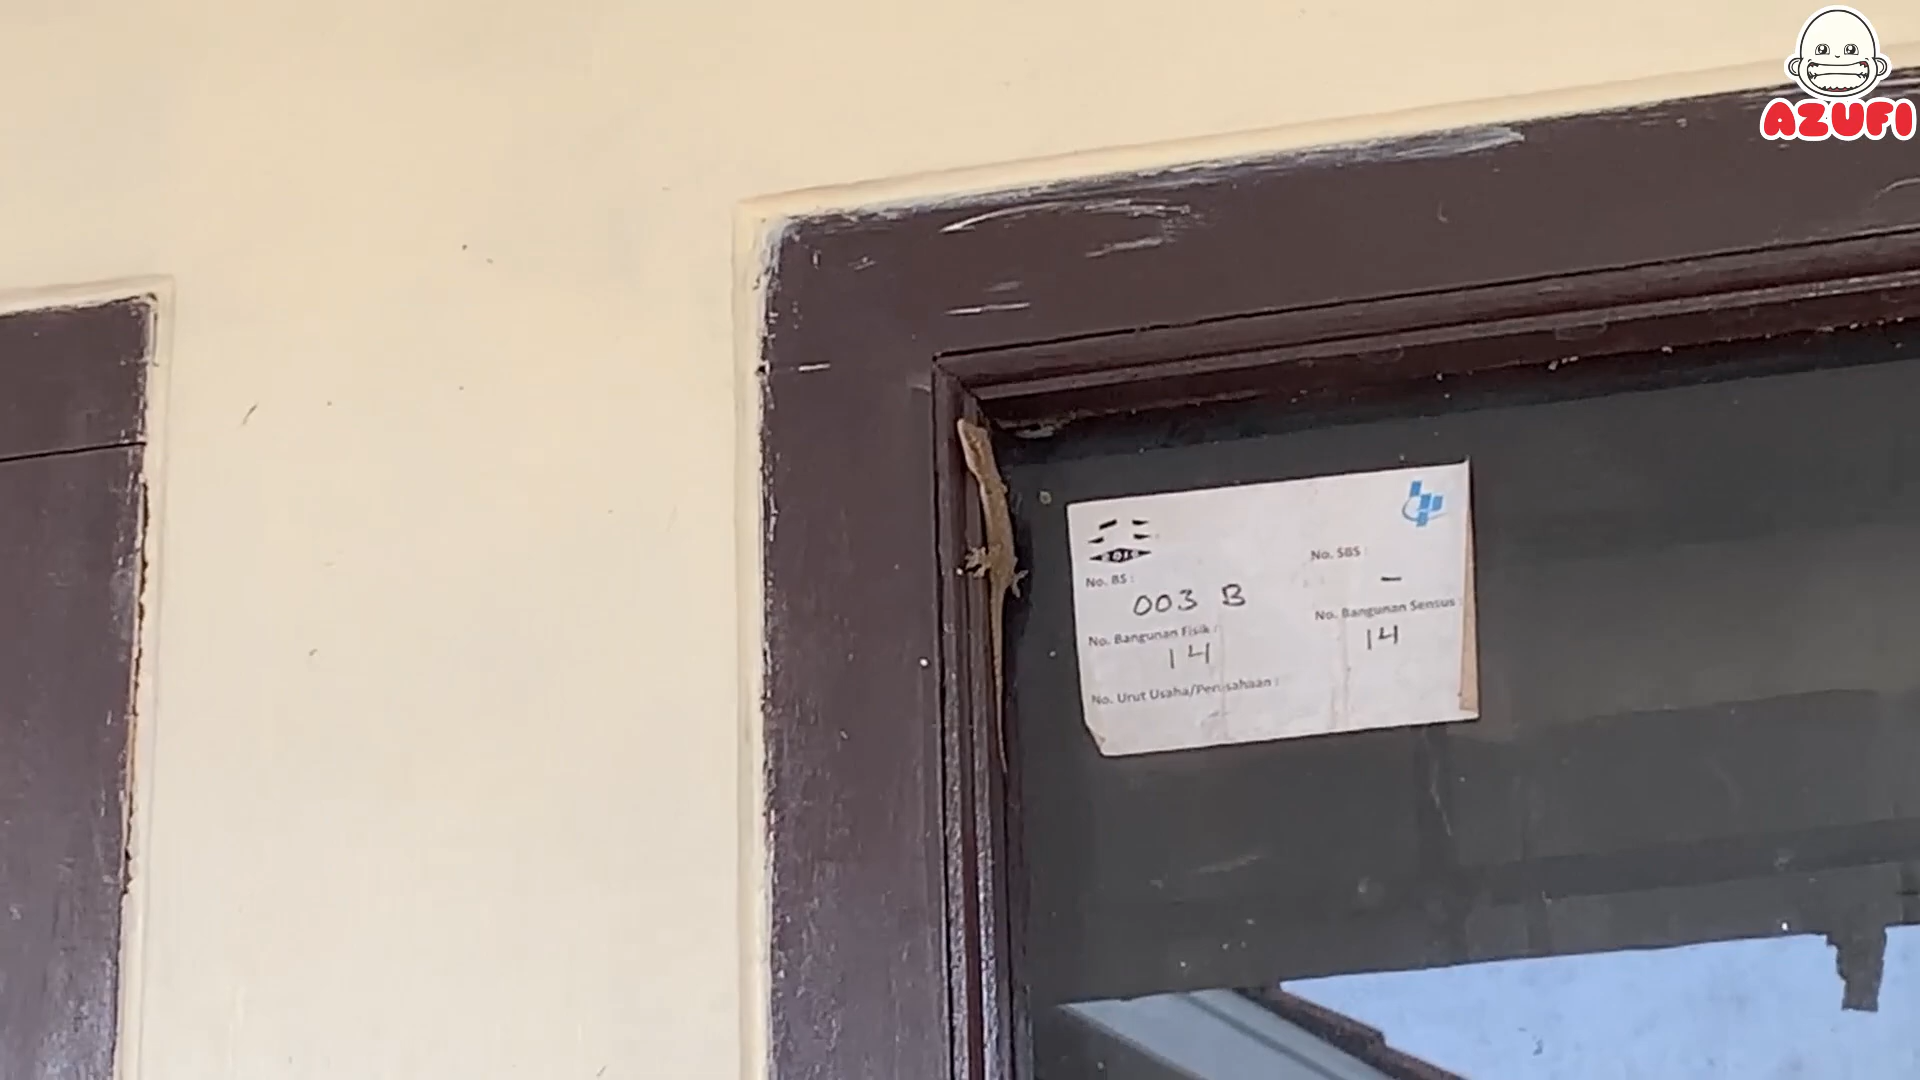 AZUFI
No. BS :
003 B
No. SBS :
-
No. Bangunan Fisik :
14
No. Bangunan Sensus :
14
No. Urut Usaha/Perusahaan :